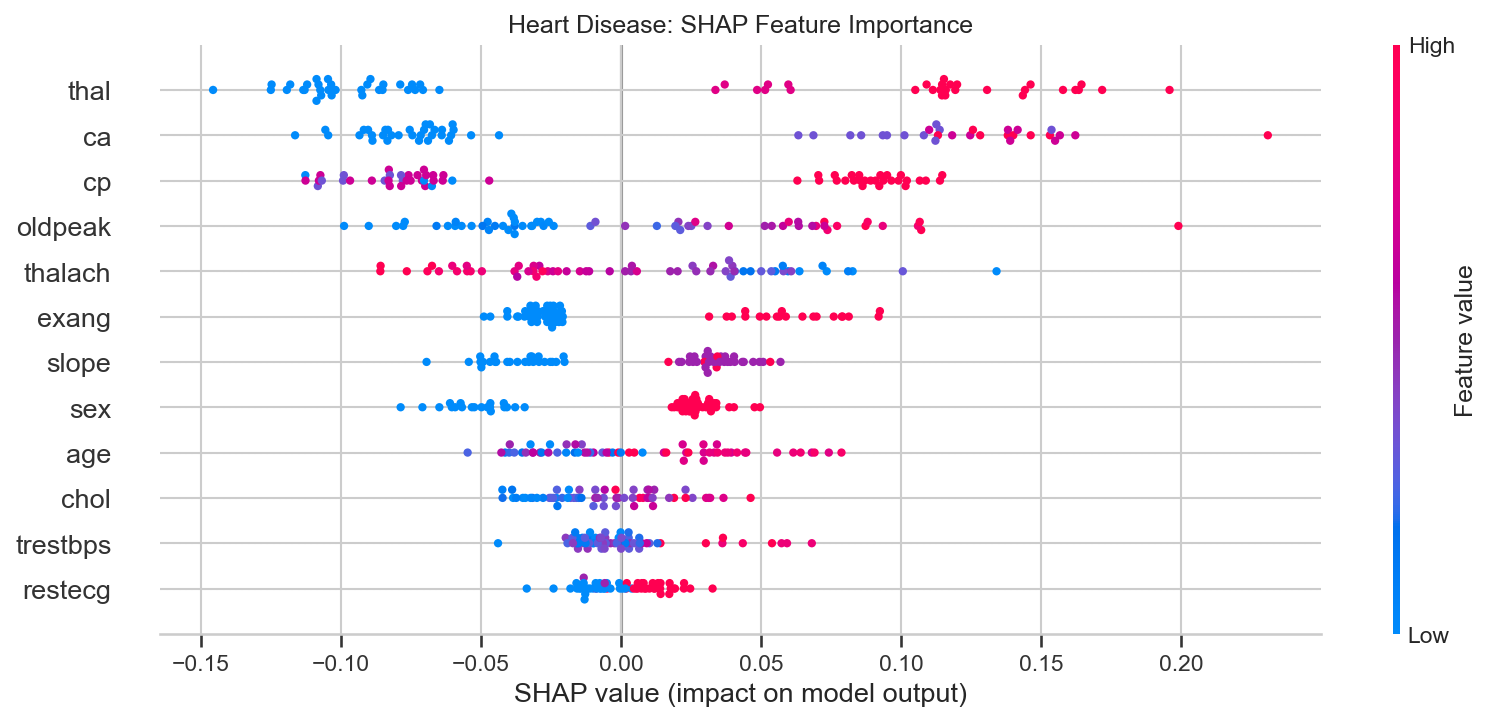 Heart Disease: SHAP Feature Importance
High
thal
ca
cp
oldpeak
thalach
exang
slope
sex
age
chol
trestbps
restecg
Feature value
Low
−0.15 −0.10 −0.05 0.00 0.05 0.10 0.15 0.20
SHAP value (impact on model output)